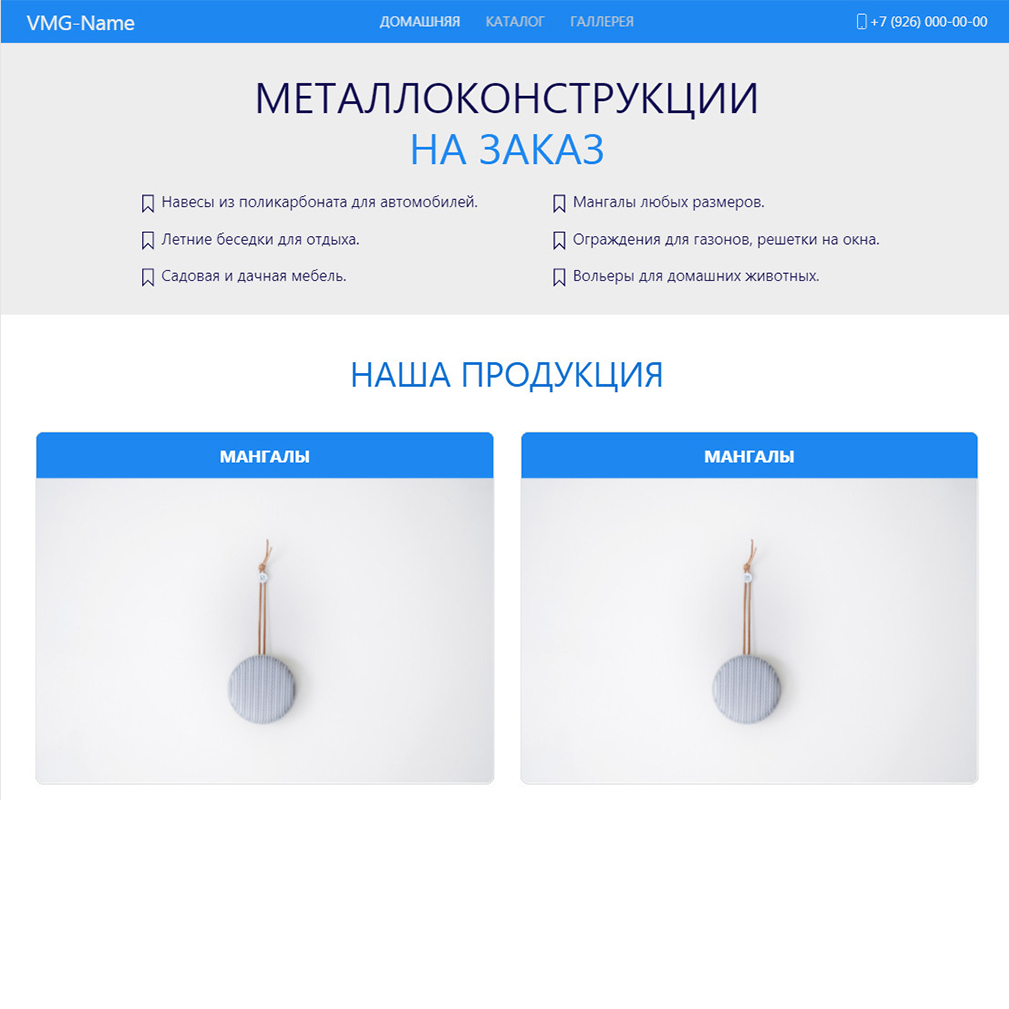 VMG-Name ДОМАШНЯЯ КАТАЛОГ ГАЛЛЕРЕЯ +7 (926) 000-00-00
МЕТАЛЛОКОНСТРУКЦИИ
НА ЗАКАЗ
Навесы из поликарбоната для автомобилей.
Летние беседки для отдыха.
Садовая и дачная мебель.
Мангалы любых размеров.
Ограждения для газонов, решетки на окна.
Вольеры для домашних животных.
НАША ПРОДУКЦИЯ
МАНГАЛЫ
МАНГАЛЫ